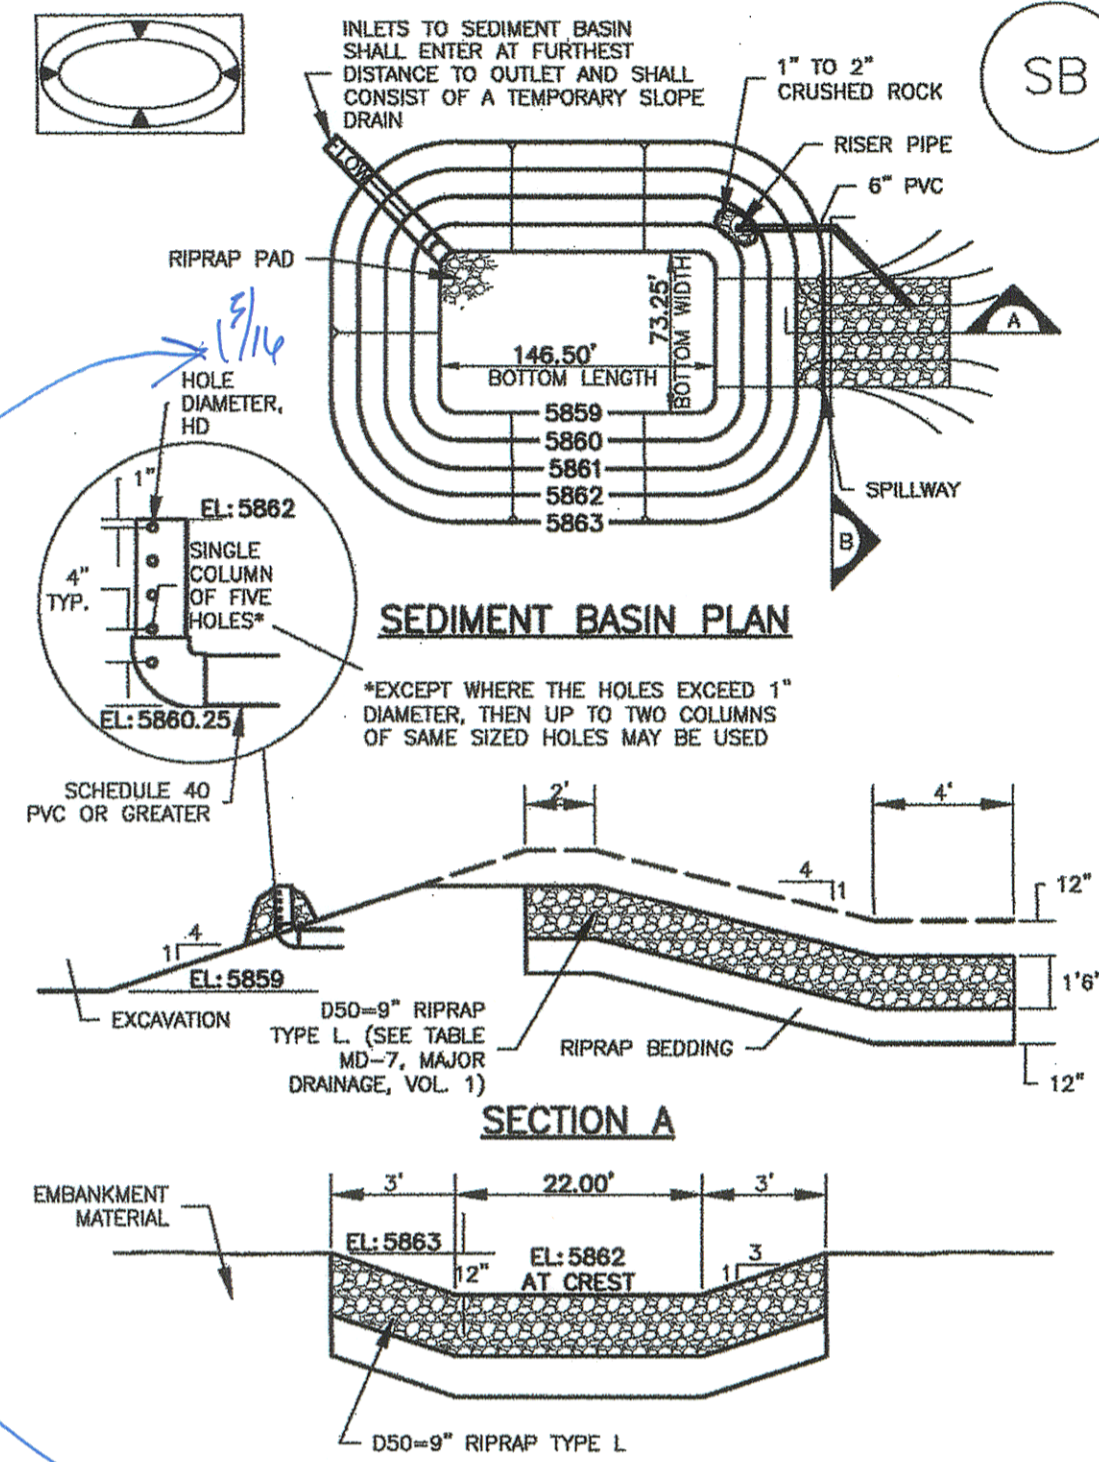 INLETS TO SEDIMENT BASIN
SHALL ENTER AT FURTHEST
DISTANCE TO OUTLET AND SHALL
CONSIST OF A TEMPORARY SLOPE
DRAIN
1" TO 2"
CRUSHED ROCK
SB
RISER PIPE
6" PVC
FLOW
RIPRAP PAD
73.25'
BOTTOM WIDTH
146.50'
BOTTOM LENGTH
A
5859
5860
5861
5862
5863
SPILLWAY
B
1 5/16
HOLE
DIAMETER,
HD
1"
EL: 5862
SINGLE
COLUMN
OF FIVE
HOLES*
4"
TYP.
EL: 5860.25
SEDIMENT BASIN PLAN
*EXCEPT WHERE THE HOLES EXCEED 1"
DIAMETER, THEN UP TO TWO COLUMNS
OF SAME SIZED HOLES MAY BE USED
SCHEDULE 40
PVC OR GREATER
2'
4'
4
1
12"
4
1
EL: 5859
EXCAVATION
1'6"
D50=9" RIPRAP
TYPE L. (SEE TABLE
MD-7, MAJOR
DRAINAGE, VOL. 1)
RIPRAP BEDDING
12"
SECTION A
EMBANKMENT
MATERIAL
3'
22.00'
3'
EL: 5863
12"
EL: 5862
AT CREST
3
1
D50=9" RIPRAP TYPE L